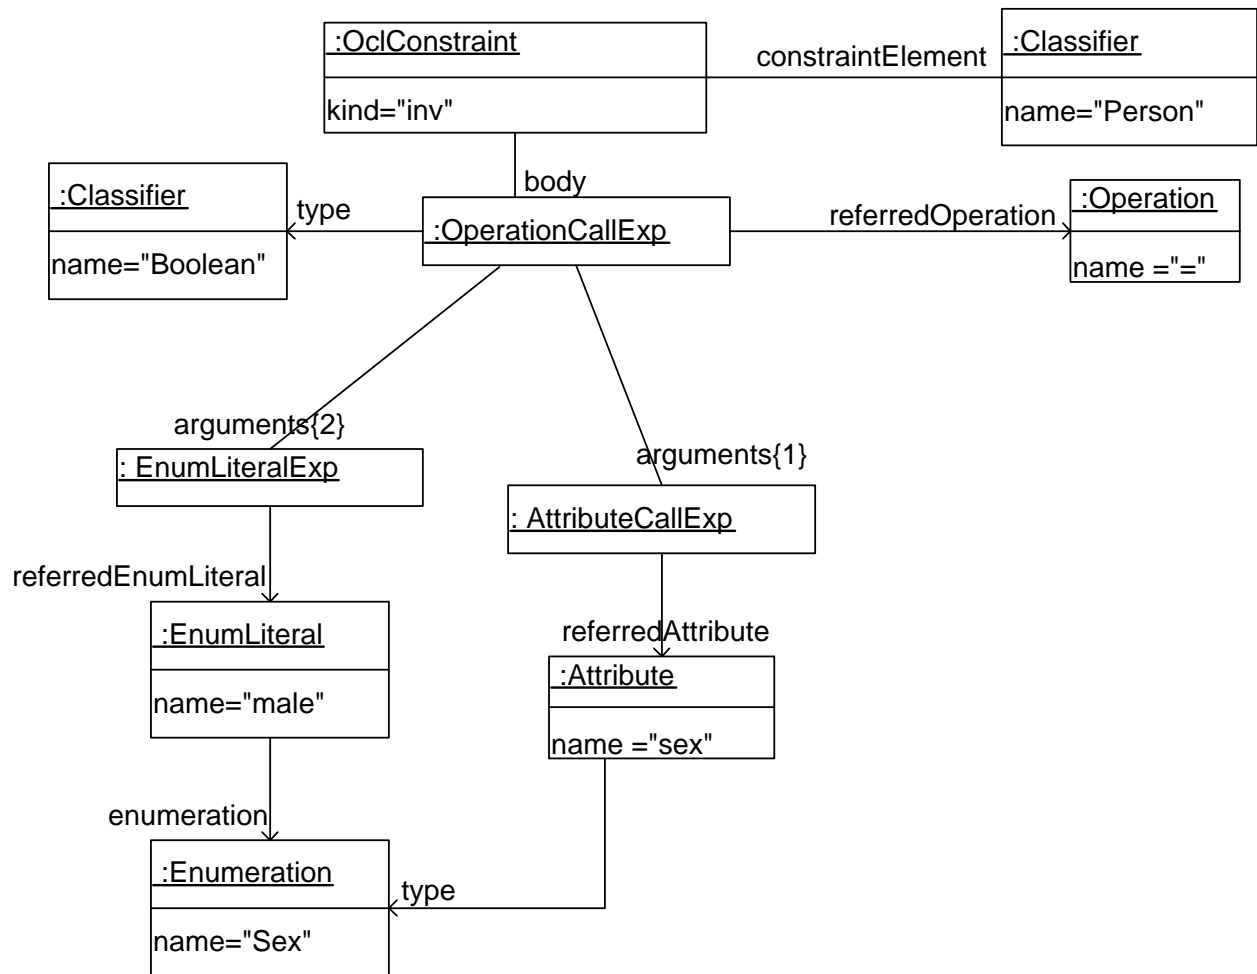 :OclConstraint
kind="inv"
constraintElement
:Classifier
name="Person"
:Classifier
name="Boolean"
type
body
:OperationCallExp
referredOperation
:Operation
name ="="
arguments{2}
: EnumLiteralExp
arguments{1}
: AttributeCallExp
referredEnumLiteral
:EnumLiteral
name="male"
referredAttribute
:Attribute
name ="sex"
enumeration
:Enumeration
name="Sex"
type